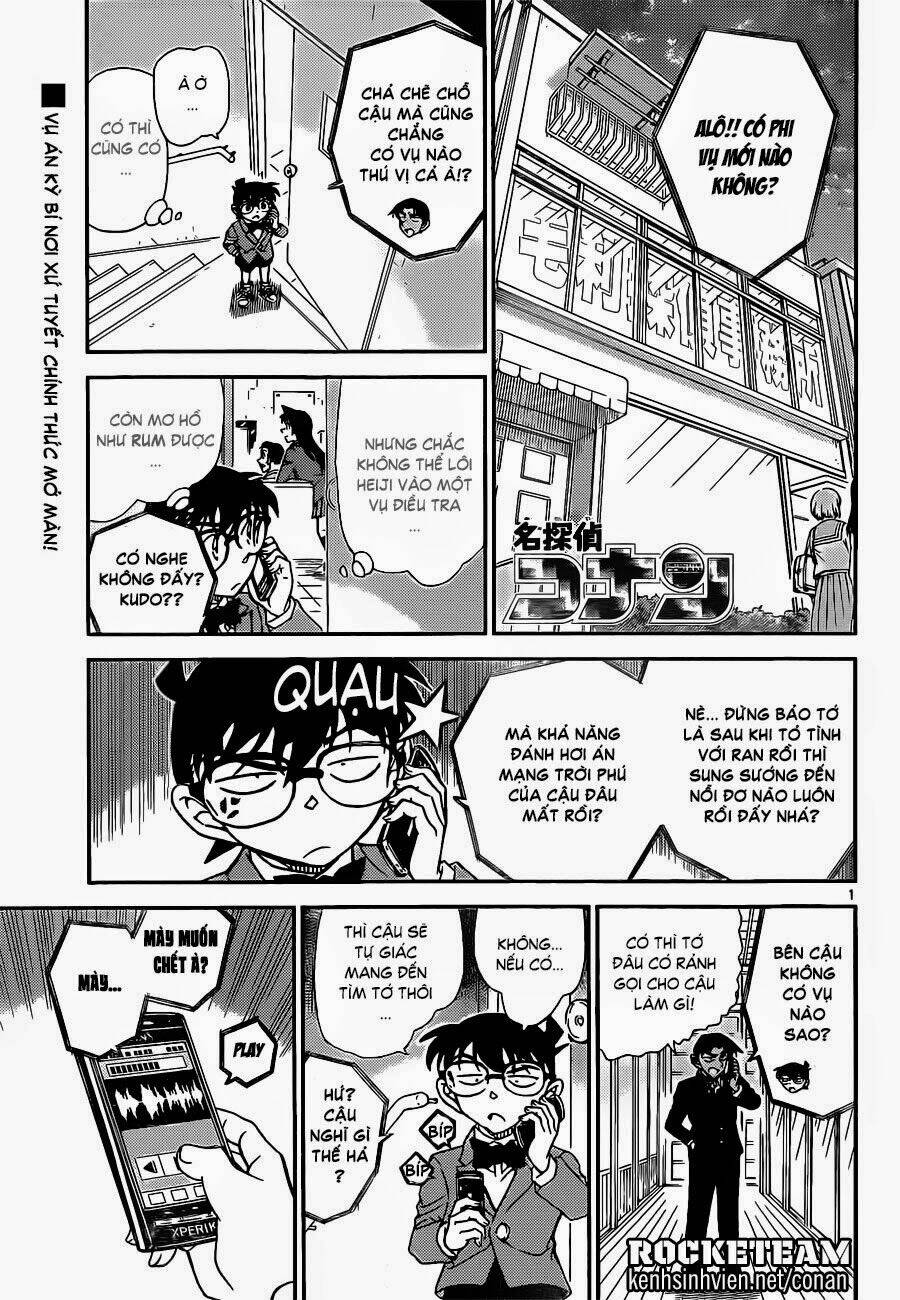 ALÔ!! CÓ PHI
VỤ MỚI NÀO
KHÔNG?
毛利探偵事務所
名探偵
コナン
CHẢ CHẼ CHỖ
CẬU MÀ CŨNG
CHẲNG
CÓ VỤ NÀO
THÚ VỊ CẢ À!?
À Ờ
...
CÓ THÌ
CŨNG CÓ
...
VỤ ÁN KỲ BÍ NƠI XỨ TUYẾT CHÍNH THỨC MỞ MÀN!
NHƯNG CHẮC
KHÔNG THỂ LÔI
HEIJI VÀO MỘT
VỤ ĐIỀU TRA
...
CÒN MƠ HỒ
NHƯ RUM ĐƯỢC
...
CÓ NGHE
KHÔNG ĐẤY?
KUDO??
NÈ... ĐỪNG BẢO TỚ
LÀ SAU KHI TỎ TÌNH
VỚI RAN RỒI THÌ
SUNG SƯỚNG ĐẾN
NỖI ĐƠ NÃO LUÔN
RỒI ĐẤY NHÁ?
MÀ KHẢ NĂNG
ĐÁNH HƠI ÁN
MẠNG TRỜI PHÚ
CỦA CẬU ĐÂU
MẤT RỒI?
QUẠU
1
BÊN CẬU
KHÔNG
CÓ VỤ
NÀO
SAO?
CÓ THÌ TỚ
ĐÂU CÓ RẢNH
GỌI CHO CẬU
LÀM GÌ!
KHÔNG...
NẾU CÓ...
THÌ CẬU SẼ
TỰ GIÁC
MANG ĐẾN
TÌM TỚ THÔI
...
HỪ?
CẬU
NGHĨ GÌ
THẾ HẢ
?
BÍP
BÍP
MÀY MUỐN
CHẾT À?
MÀY...
PLAY
XPERIK
ROCKETEAM
kenhsinhvien.net/conan